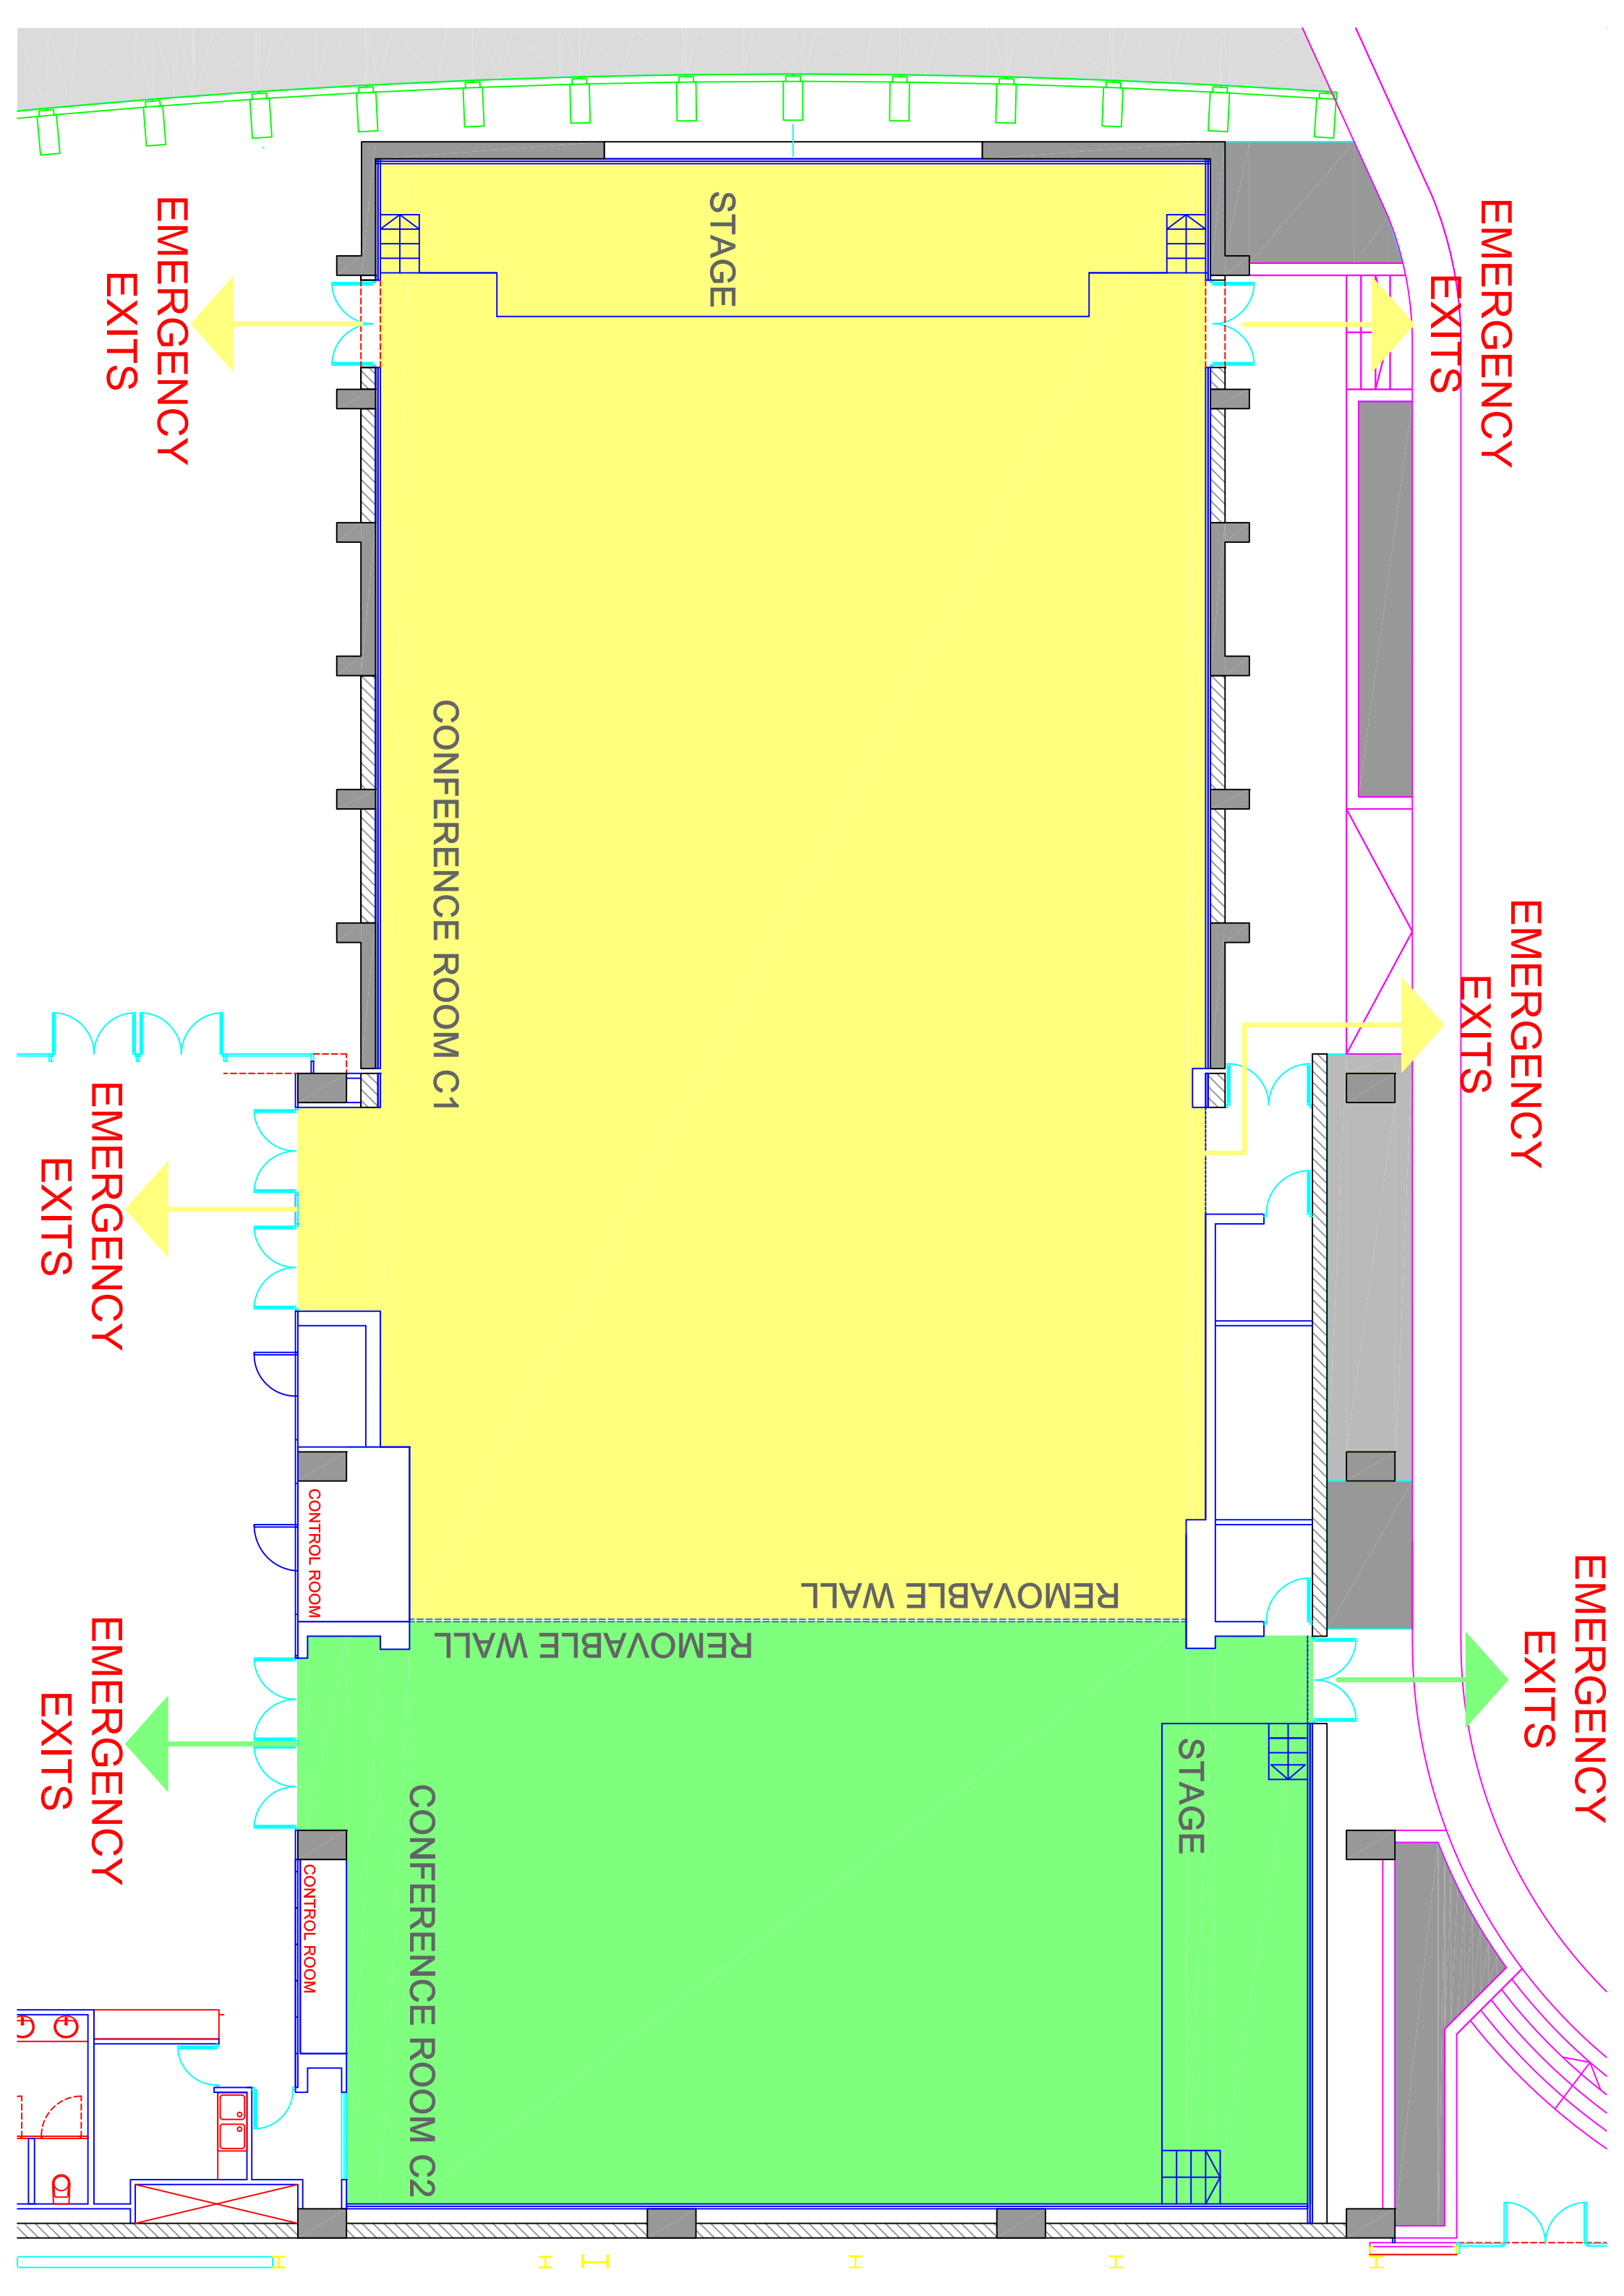 EMERGENCY
EXITS
STAGE
EMERGENCY
EXITS
CONFERENCE ROOM C1
EMERGENCY
EXITS
EMERGENCY
EXITS
CONTROL ROOM
REMOVABLE WALL
REMOVABLE WALL
EMERGENCY
EXITS
EMERGENCY
EXITS
STAGE
CONFERENCE ROOM C2
CONTROL ROOM